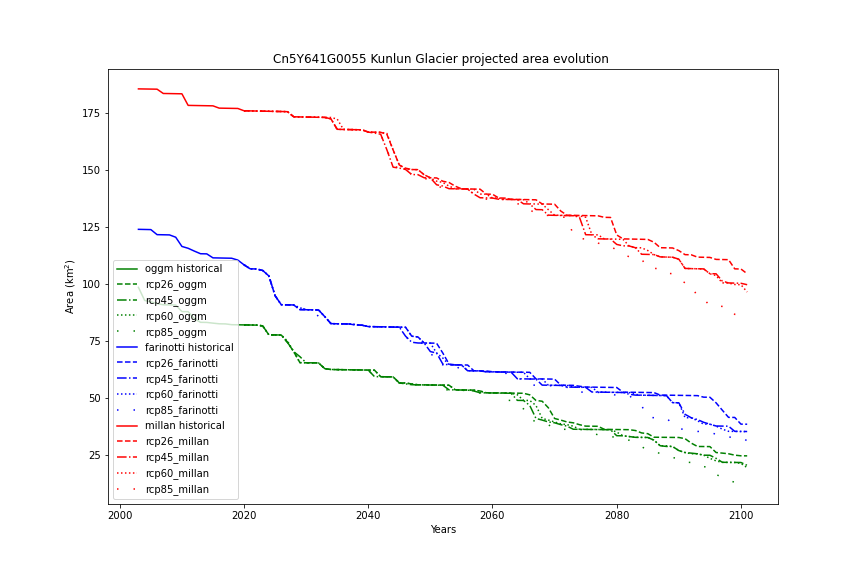 Cn5Y641G0055 Kunlun Glacier projected area evolution
Area (km²)
175
150
125
100
75
50
25
oggm historical
rcp26_oggm
rcp45_oggm
rcp60_oggm
rcp85_oggm
farinotti historical
rcp26_farinotti
rcp45_farinotti
rcp60_farinotti
rcp85_farinotti
millan historical
rcp26_millan
rcp45_millan
rcp60_millan
rcp85_millan
2000 2020 2040 2060 2080 2100
Years